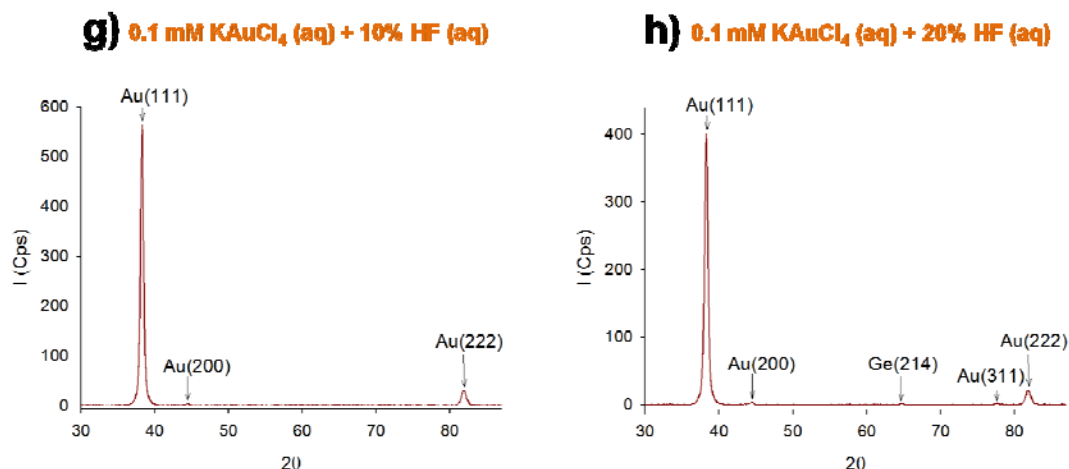 g) 0.1 mM KAuCl₄ (aq) + 10% HF (aq)
Au(111)
600
500
400
300
200
100
0
I (Cps)
Au(200)
Au(222)
30 40 50 60 70 80
2θ
h) 0.1 mM KAuCl₄ (aq) + 20% HF (aq)
Au(111)
400
300
200
100
0
I (Cps)
Au(200)
Ge(214)
Au(311)
Au(222)
30 40 50 60 70 80
2θ